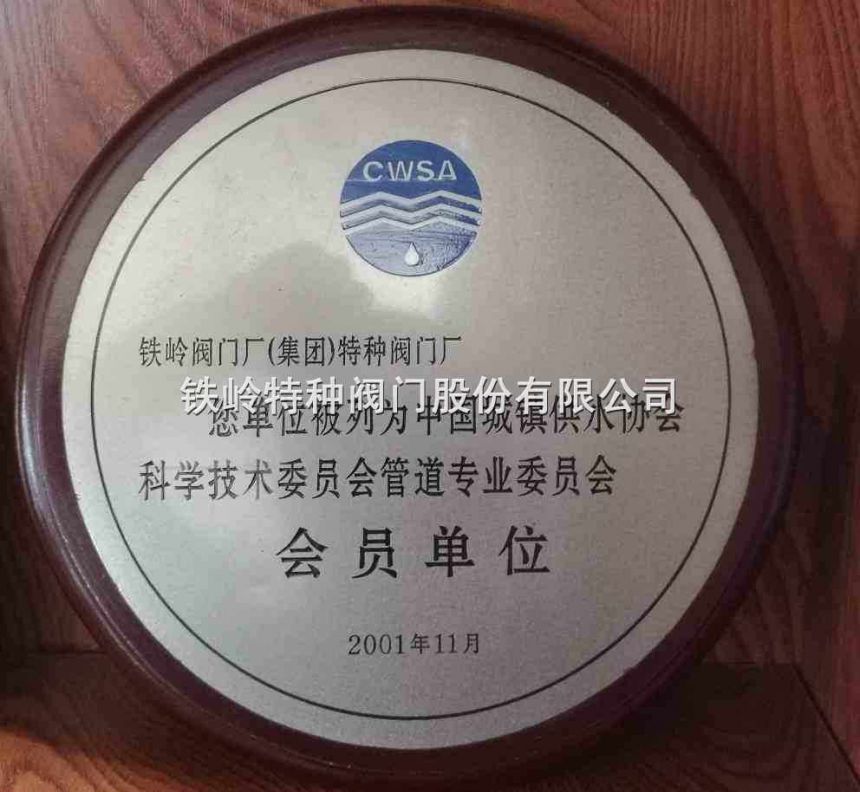 CWSA
铁岭阀门厂(集团)特种阀门厂
铁岭特种阀门股份有限公司
您单位被列为中国城镇供水协会
科学技术委员会管道专业委员会
会员单位
2001年11月